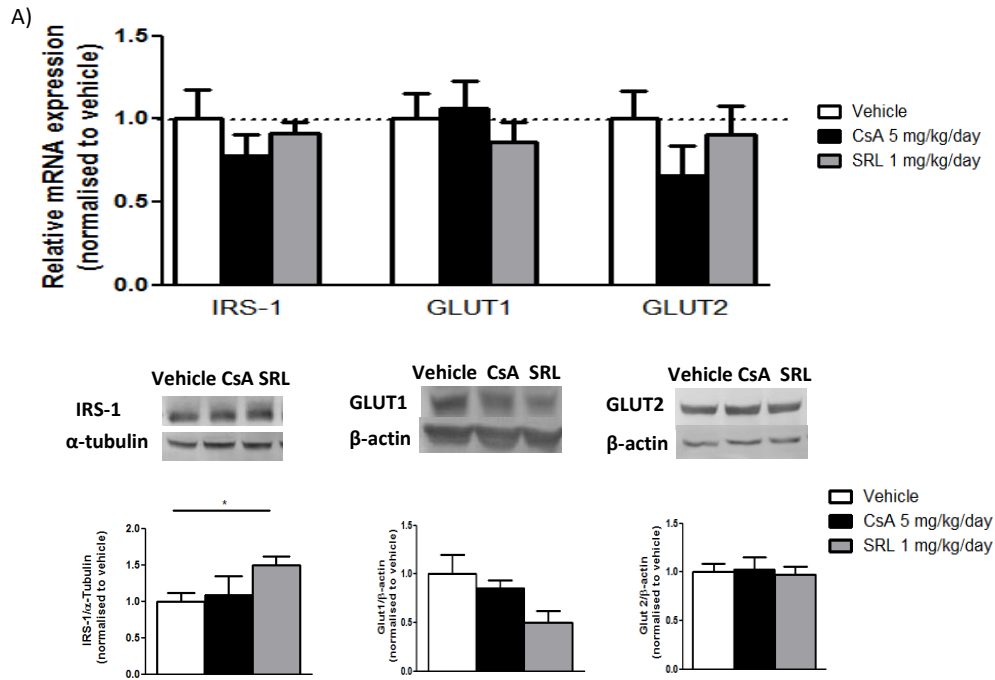 A)
Relative mRNA expression
(normalised to vehicle)
1.5
1.0
0.5
0.0
IRS-1 GLUT1 GLUT2
Vehicle
CsA 5 mg/kg/day
SRL 1 mg/kg/day
Vehicle CsA SRL
IRS-1
α-tubulin
Vehicle CsA SRL
GLUT1
β-actin
Vehicle CsA SRL
GLUT2
β-actin
IRS-1/α-Tubulin
(normalised to vehicle)
2.0
1.5
1.0
0.5
0.0
*
Glut1/β-actin
(normalised to vehicle)
1.5
1.0
0.5
0.0
Glut 2/β-actin
(normalised to vehicle)
1.5
1.0
0.5
0.0
Vehicle
CsA 5 mg/kg/day
SRL 1 mg/kg/day